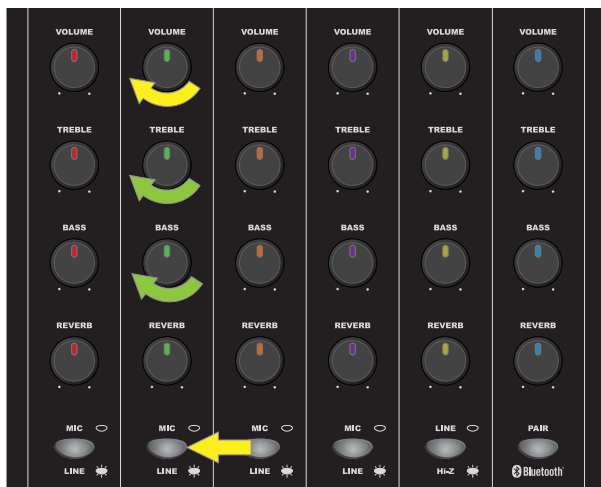 VOLUME VOLUME VOLUME VOLUME VOLUME VOLUME
TREBLE TREBLE TREBLE TREBLE TREBLE TREBLE
BASS BASS BASS BASS BASS BASS
REVERB REVERB REVERB REVERB REVERB REVERB
MIC MIC MIC MIC LINE PAIR
LINE LINE LINE LINE Hi-Z Bluetooth